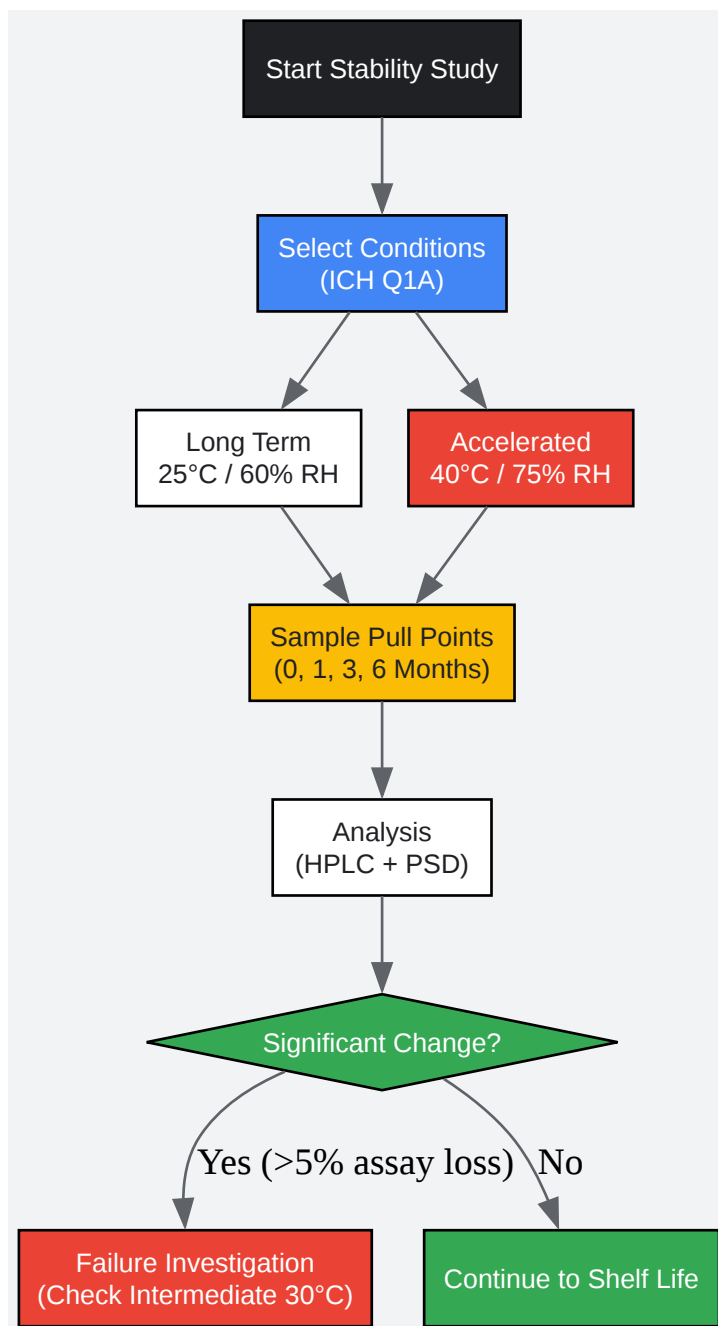 Start Stability Study
Select Conditions
(ICH Q1A)
Long Term
25°C / 60% RH
Accelerated
40°C / 75% RH
Sample Pull Points
(0, 1, 3, 6 Months)
Analysis
(HPLC + PSD)
Significant Change?
Yes (>5% assay loss)
No
Failure Investigation
(Check Intermediate 30°C)
Continue to Shelf Life